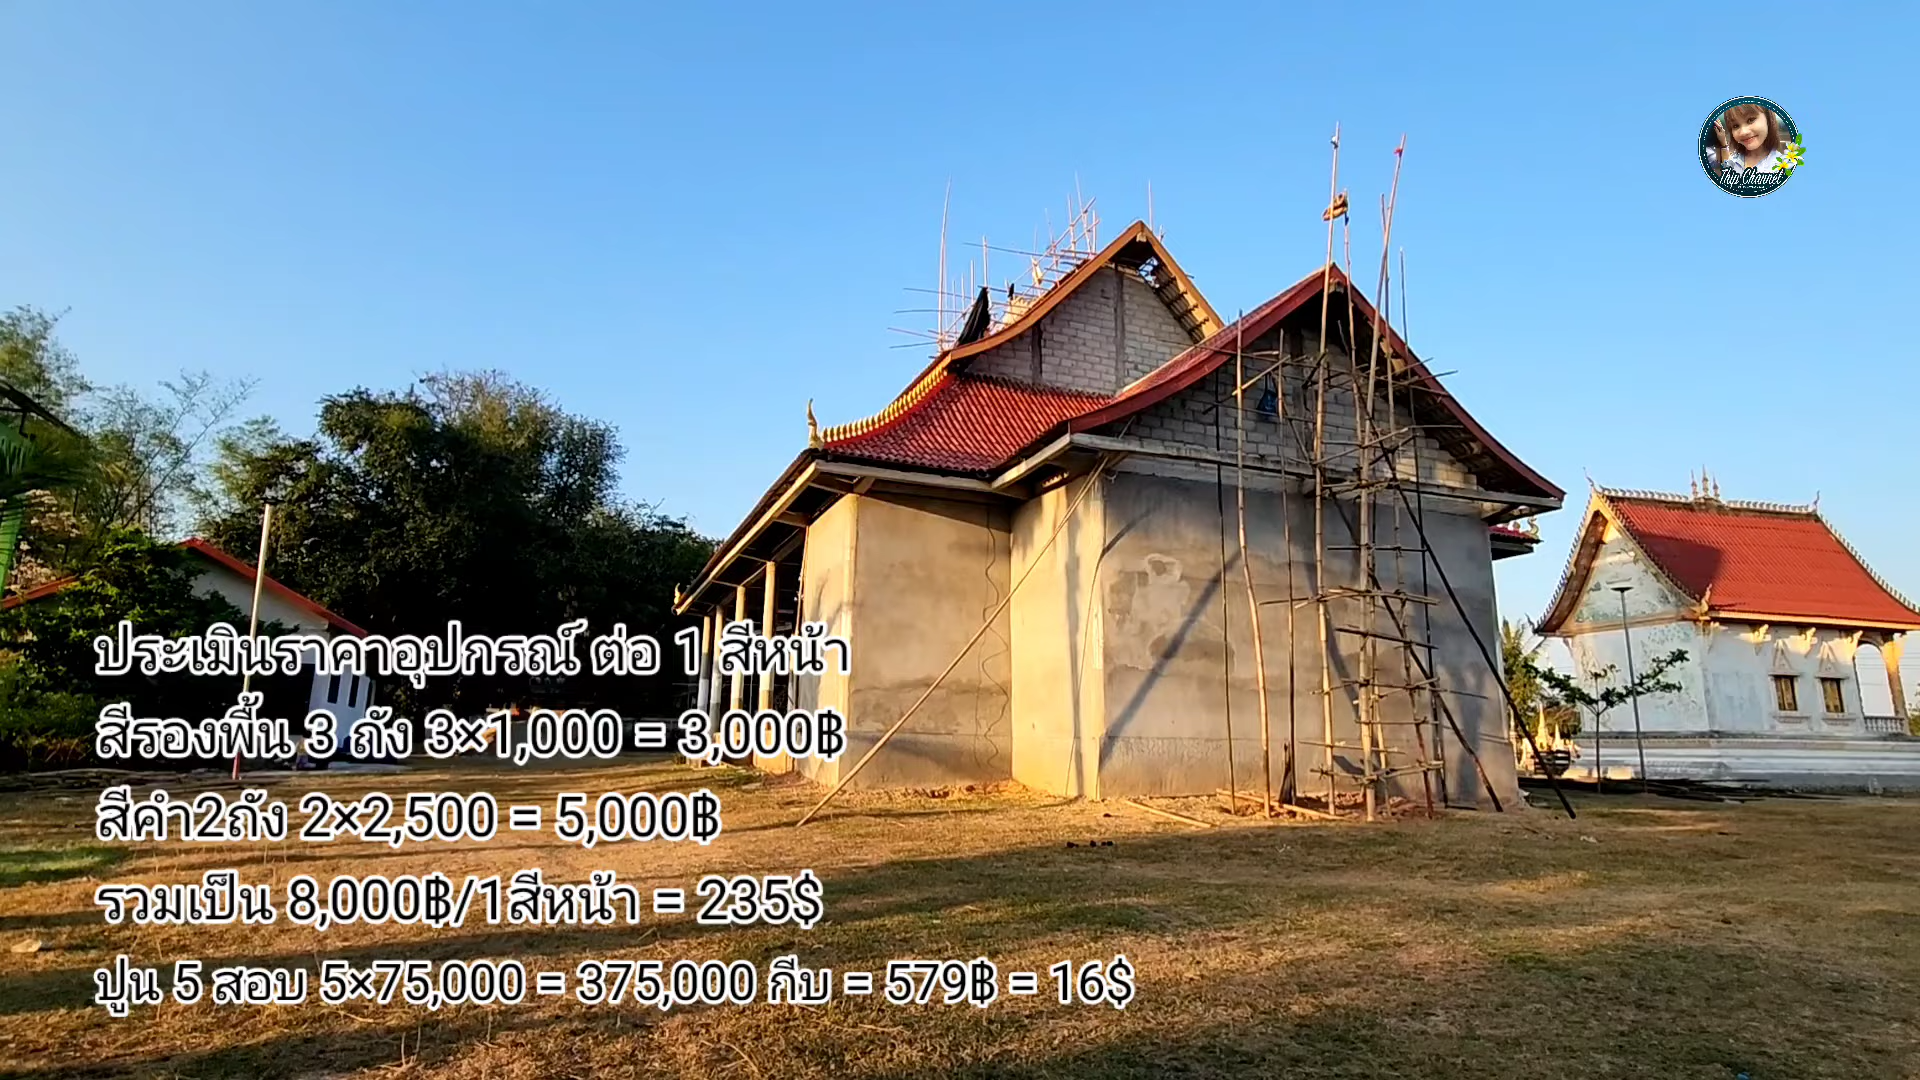 Thip Channel
ประเมินราคาอุปกรณ์ ต่อ 1 สีหน้า
สีรองพื้น 3 ถัง 3×1,000 = 3,000฿
สีคำ2ถัง 2×2,500 = 5,000฿
รวมเป็น 8,000฿/1สีหน้า = 235$
ปูน 5 สอบ 5×75,000 = 375,000 กีบ = 579฿ = 16$